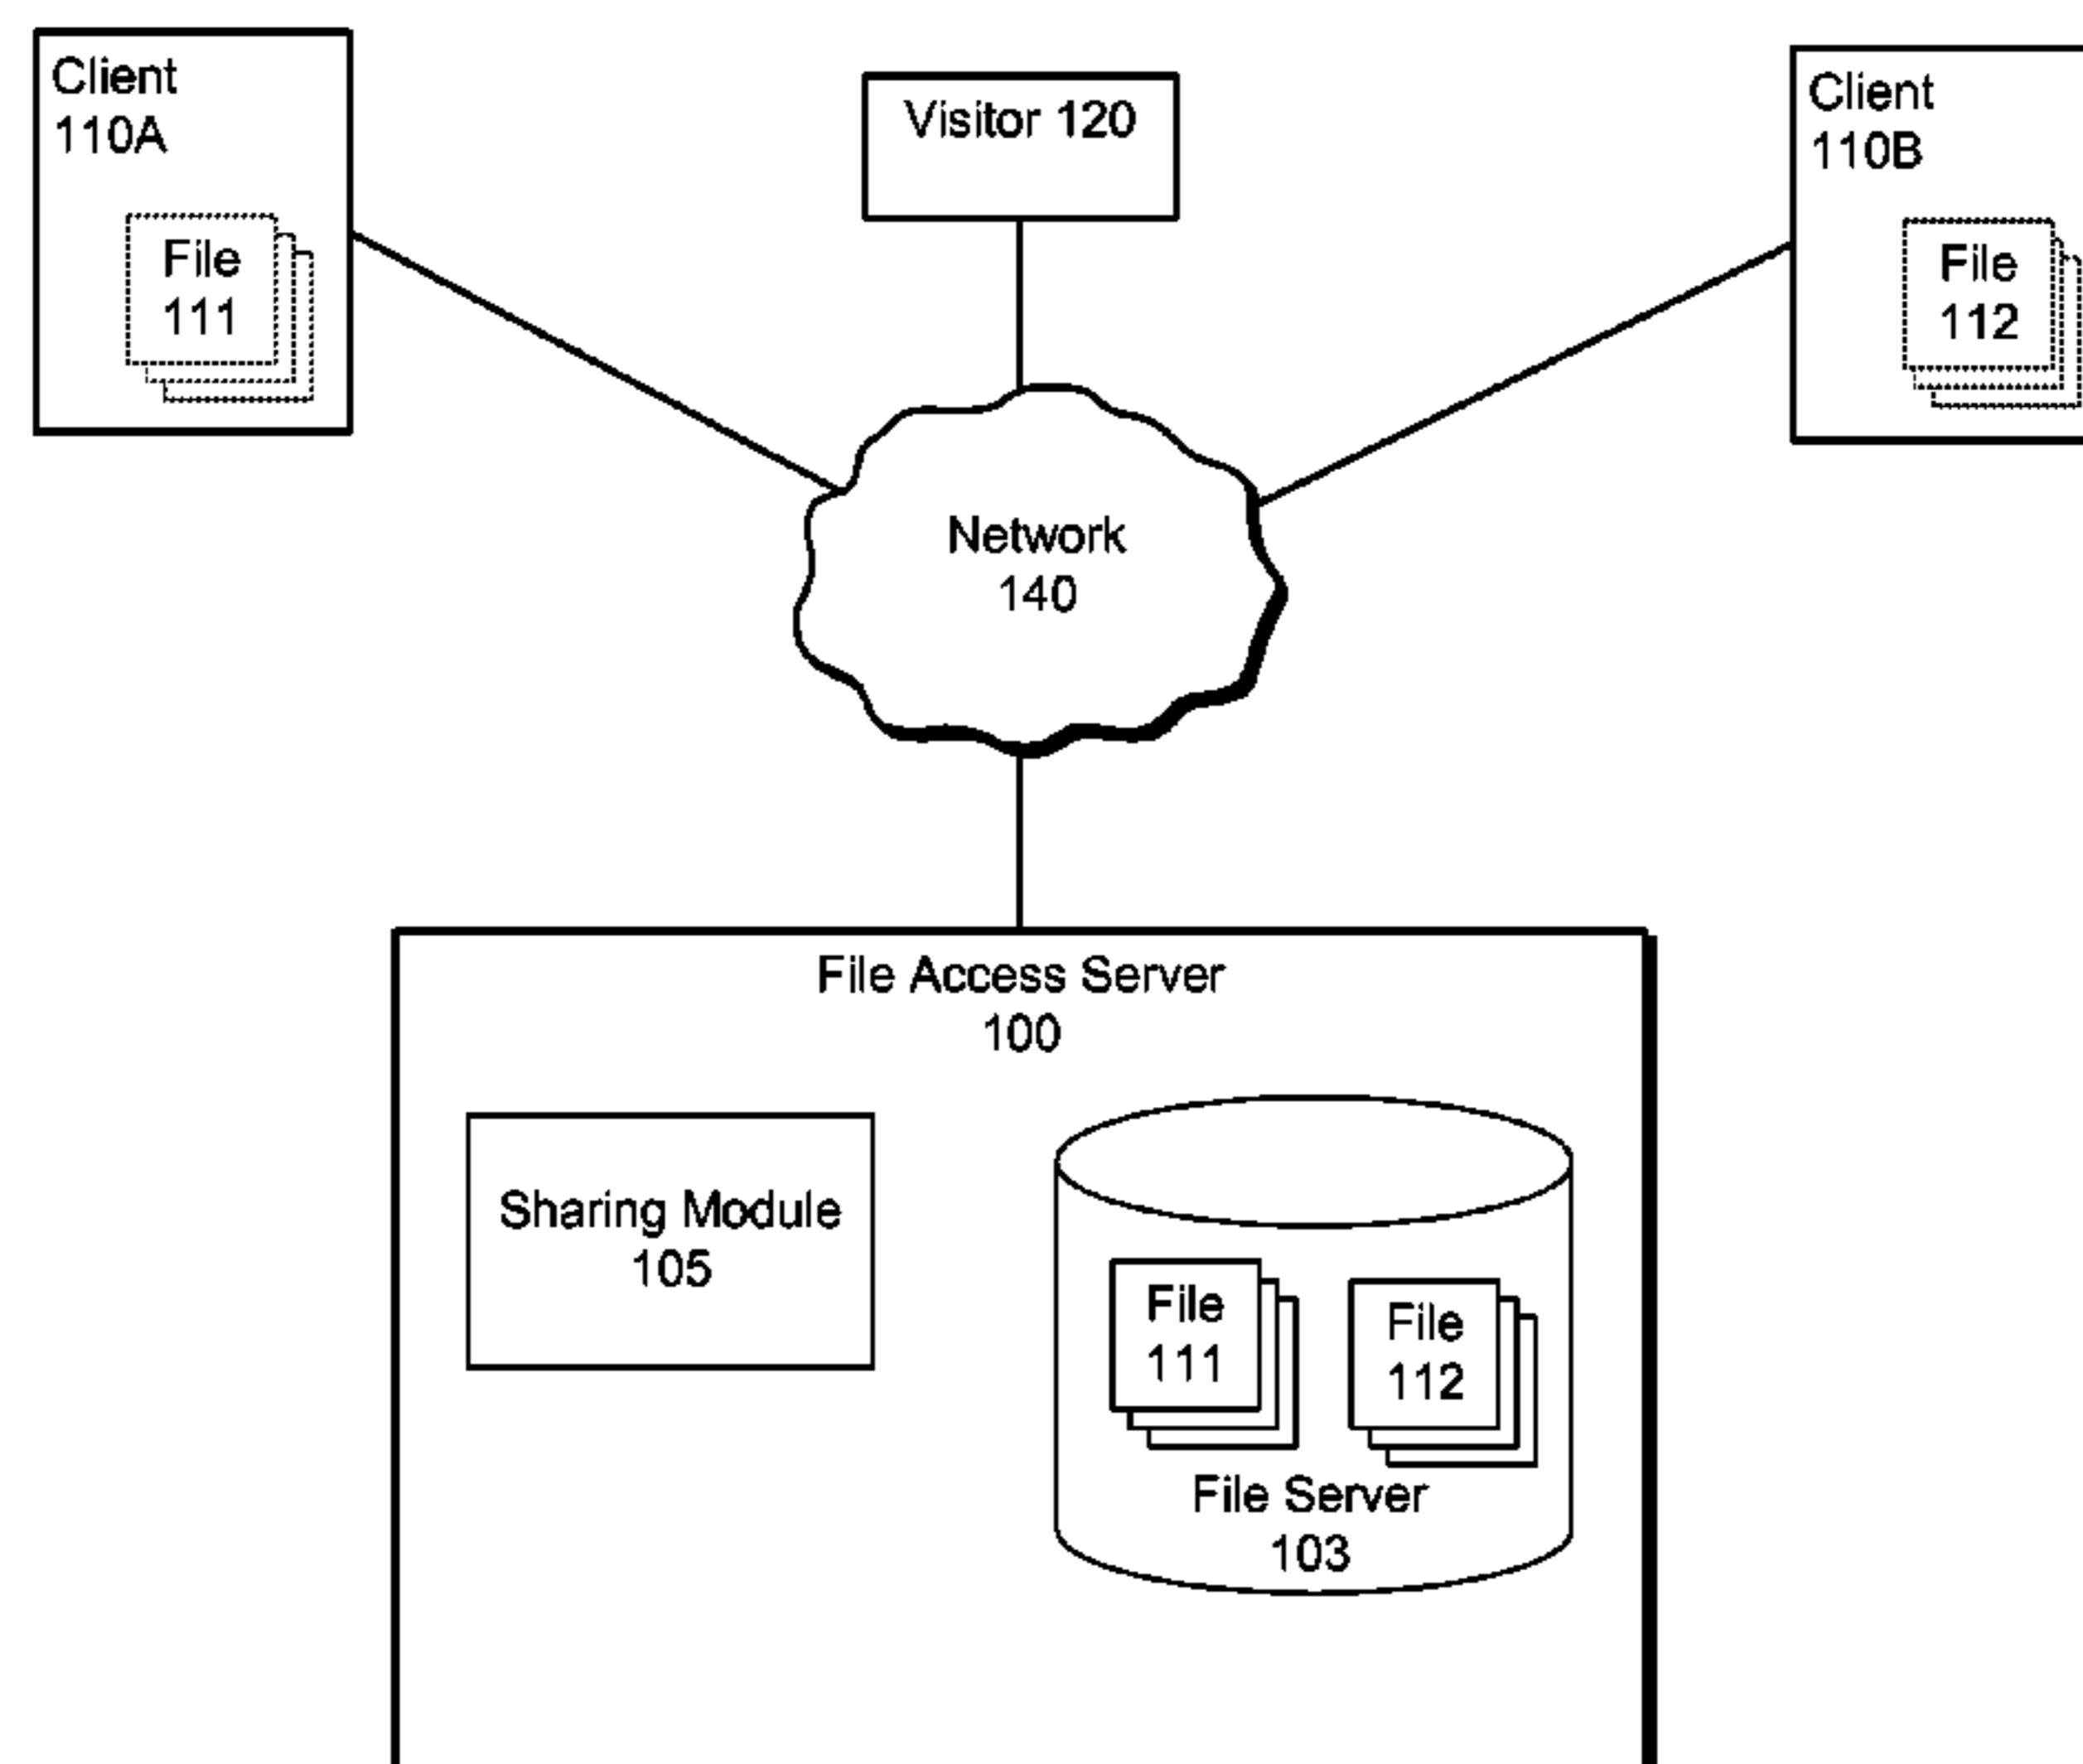 Client
110A
File
111
Visitor 120
Client
110B
File
112
Network
140
File Access Server
100
Sharing Module
105
File
111
File
112
File Server
103